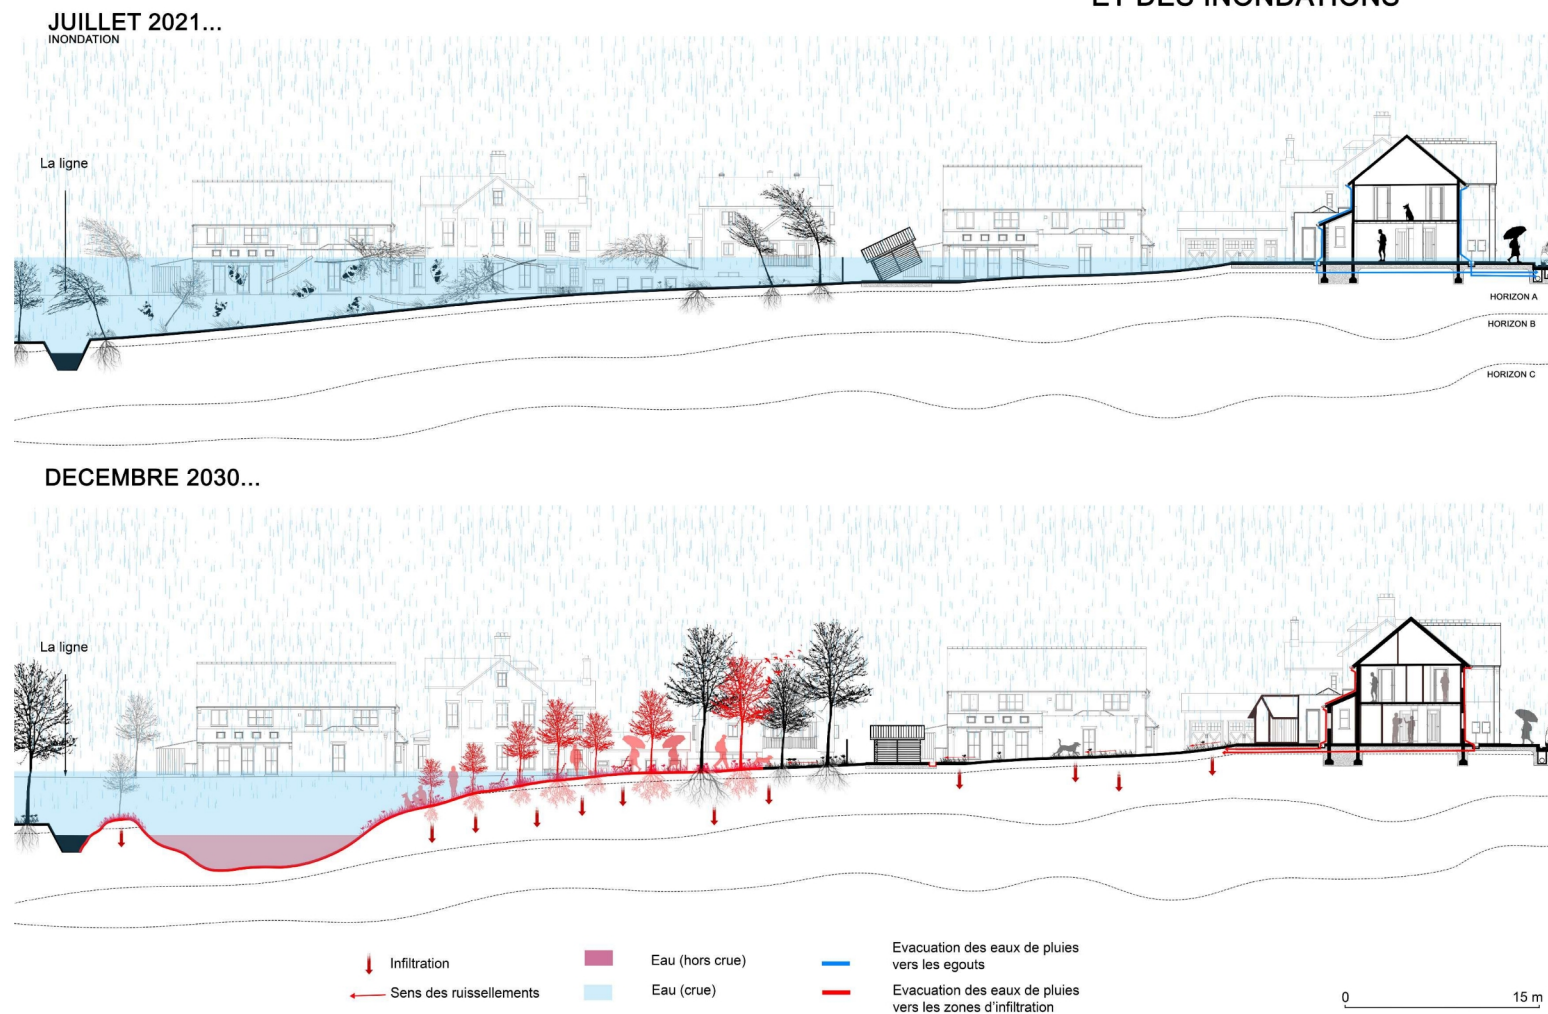 ET DES INONDATIONS
JUILLET 2021...
INONDATION
La ligne
HORIZON A
HORIZON B
HORIZON C
DECEMBRE 2030...
La ligne
Infiltration
Sens des ruissellements
Eau (hors crue)
Eau (crue)
Evacuation des eaux de pluies
vers les egouts
Evacuation des eaux de pluies
vers les zones d'infiltration
0 15 m